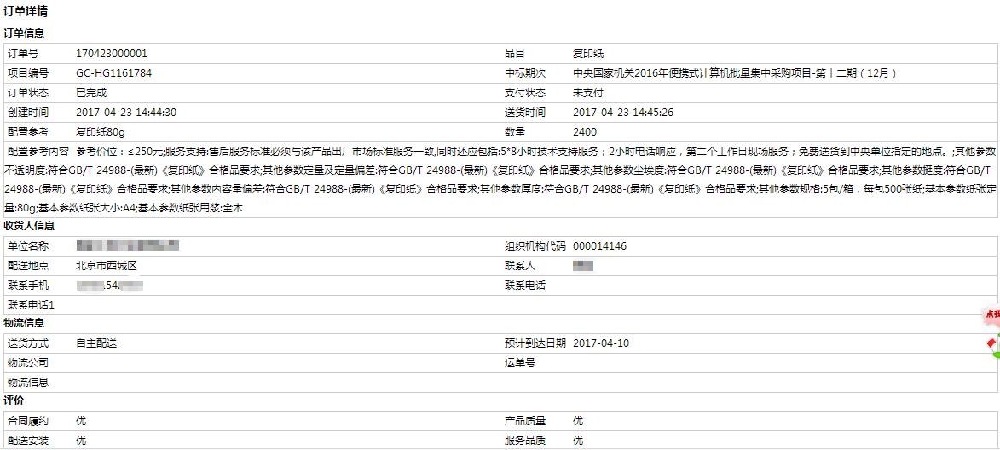 订单详情
订单信息
订单号 170423000001 品目 复印纸
项目编号 GC-HG1161784 中标期次 中央国家机关2016年便携式计算机批量集中采购项目-第十二期（12月）
订单状态 已完成 支付状态 未支付
创建时间 2017-04-23 14:44:30 送货时间 2017-04-23 14:45:26
配置参考 复印纸80g 数量 2400
配置参考内容 参考价位：≤250元;服务支持:售后服务标准必须与该产品出厂市场标准服务一致,同时还应包括:5*8小时技术支持服务；2小时电话响应，第二个工作日现场服务；免费送货到中央单位指定的地点。;其他参数
不透明度:符合GB/T 24988-(最新)《复印纸》合格品要求;其他参数定量及定量偏差:符合GB/T 24988-(最新)《复印纸》合格品要求;其他参数尘埃度:符合GB/T 24988-(最新)《复印纸》合格品要求;其他参数挺度:符合GB/T
24988-(最新)《复印纸》合格品要求;其他参数内容量偏差:符合GB/T 24988-(最新)《复印纸》合格品要求;其他参数厚度:符合GB/T 24988-(最新)《复印纸》合格品要求;其他参数规格:5包/箱，每包500张纸;基本参数纸张定
量:80g;基本参数纸张大小:A4;基本参数纸张用浆:全木
收货人信息
单位名称 组织机构代码 000014146
配送地点 北京市西城区 联系人
联系手机 54 联系电话
联系电话1
物流信息
送货方式 自主配送 预计到达日期 2017-04-10
物流公司 运单号
物流信息
评价
合同履约 优 产品质量 优
配送安装 优 服务品质 优
点我